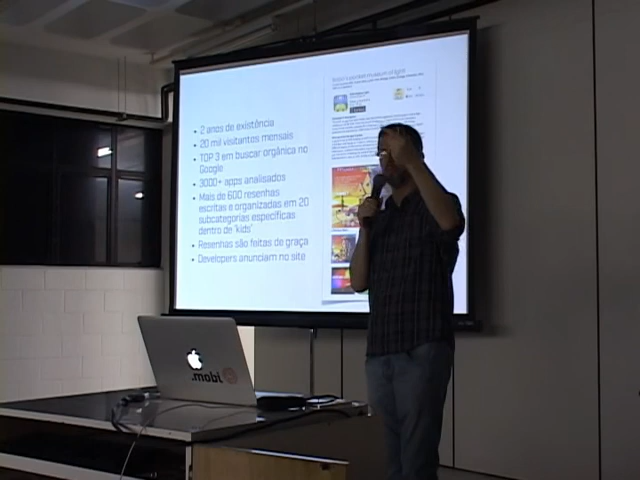 • 2 anos de existência
• 20 mil visitantes mensais
• TOP 3 em buscar orgânica no
Google
• 3000+ apps analisados
• Mais de 600 resenhas
escritas e organizadas em 20
subcategorias específicas
dentro de 'kids'
• Resenhas são feitas de graça
• Developers anunciam no site
.mobi